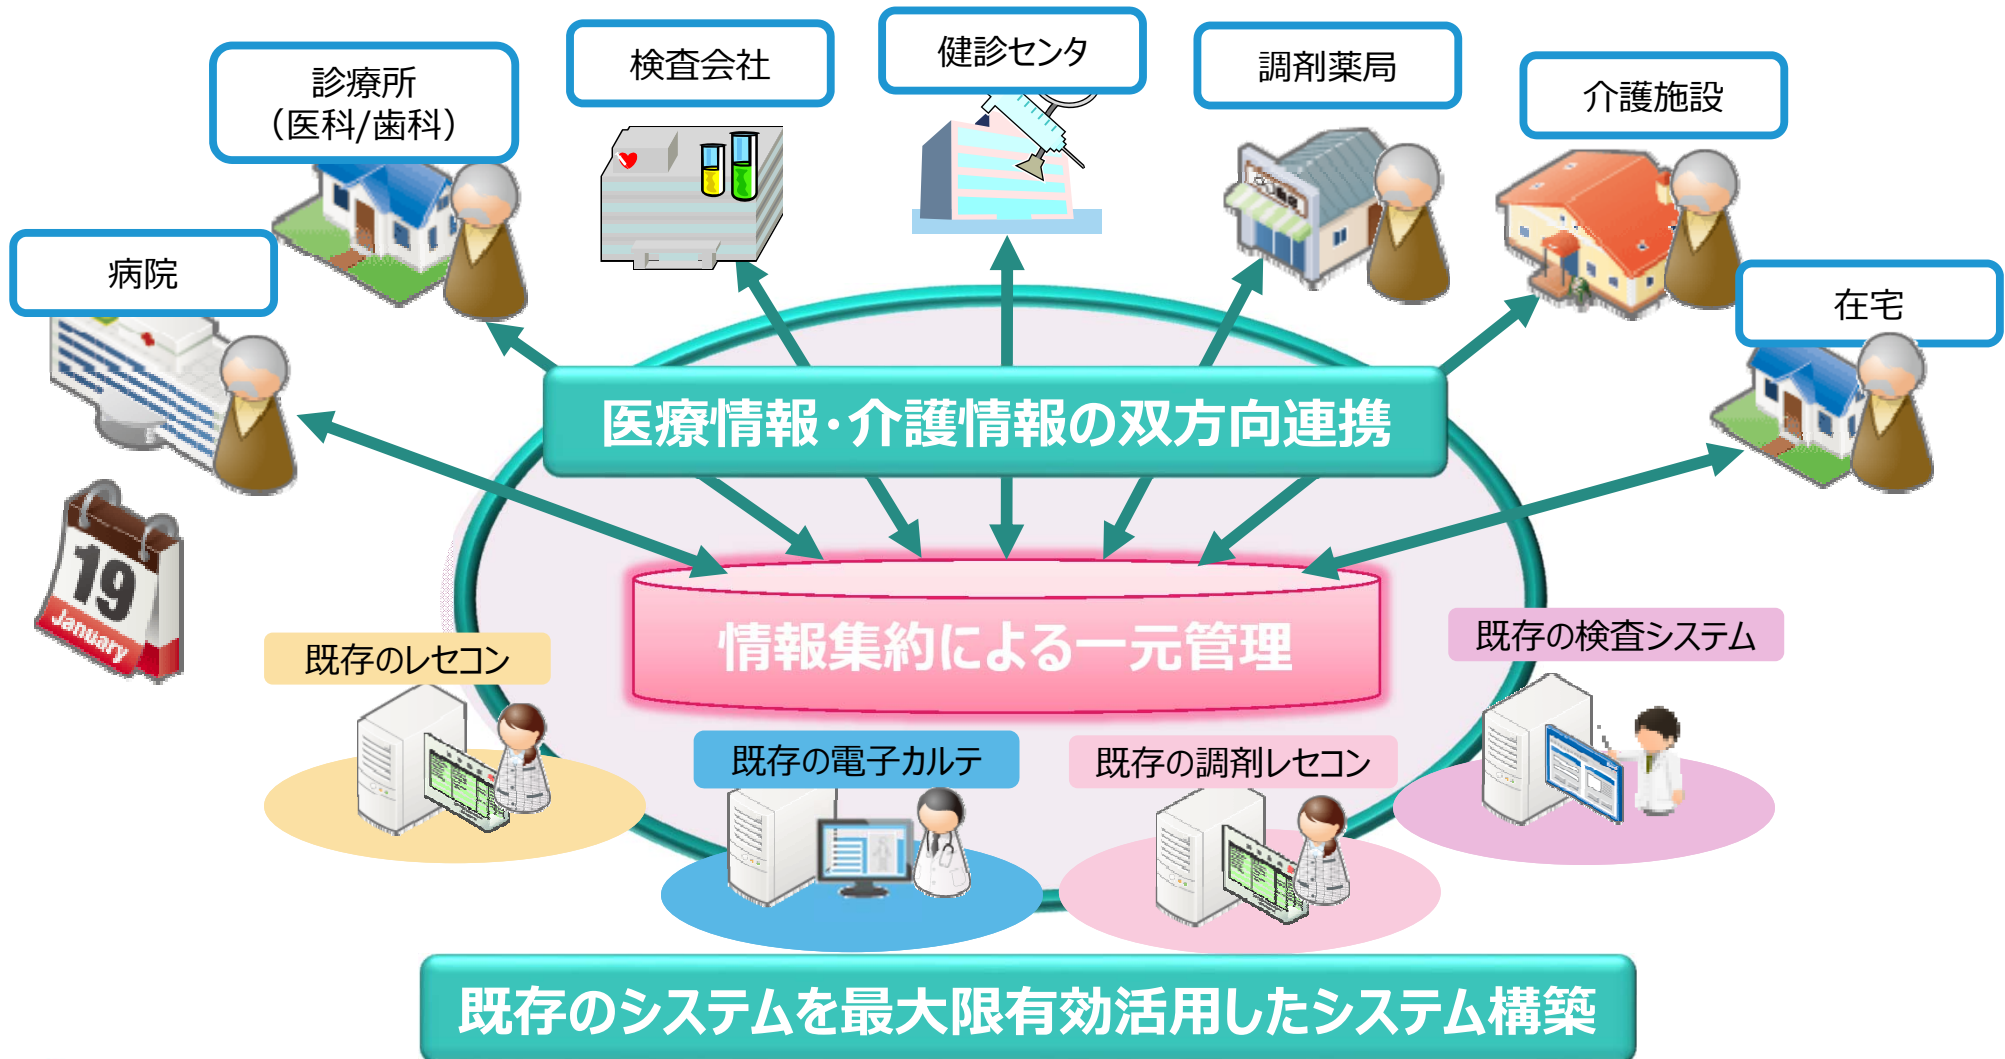 診療所
（医科/歯科）
検査会社
健診センタ
調剤薬局
介護施設
病院
在宅
医療情報・介護情報の双方向連携
19
January
情報集約による一元管理
既存のレセコン
既存の検査システム
既存の電子カルテ
既存の調剤レセコン
既存のシステムを最大限有効活用したシステム構築